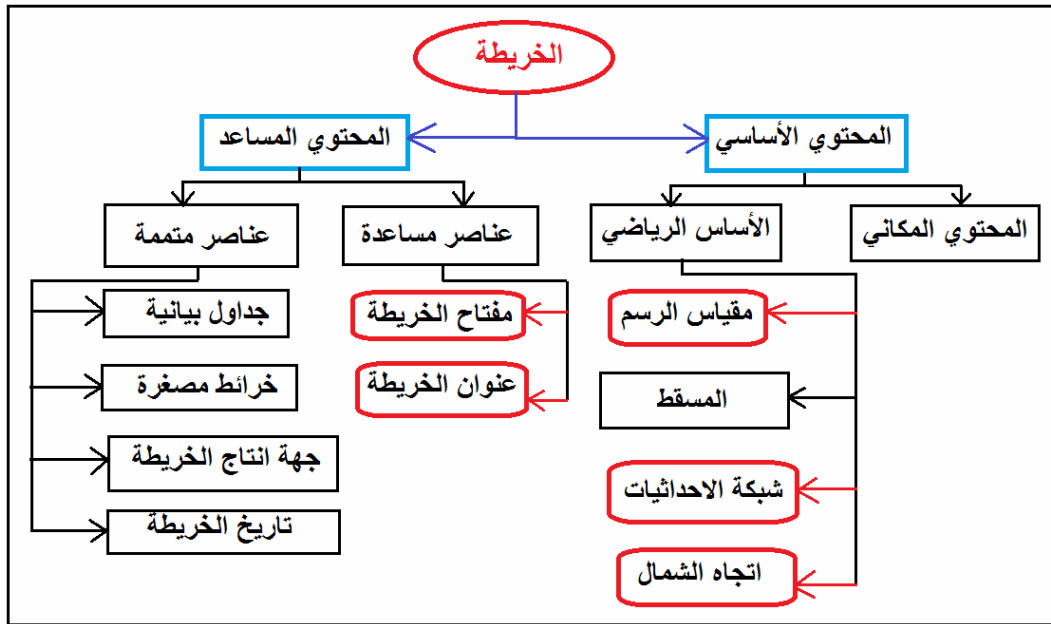 الخريطة
المحتوي الأساسي
المحتوي المساعد
المحتوي المكاني
الأساس الرياضي
عناصر مساعدة
عناصر متممة
مقياس الرسم
المسقط
شبكة الاحداثيات
اتجاه الشمال
مفتاح الخريطة
عنوان الخريطة
جداول بيانية
خرائط مصغرة
جهة انتاج الخريطة
تاريخ الخريطة